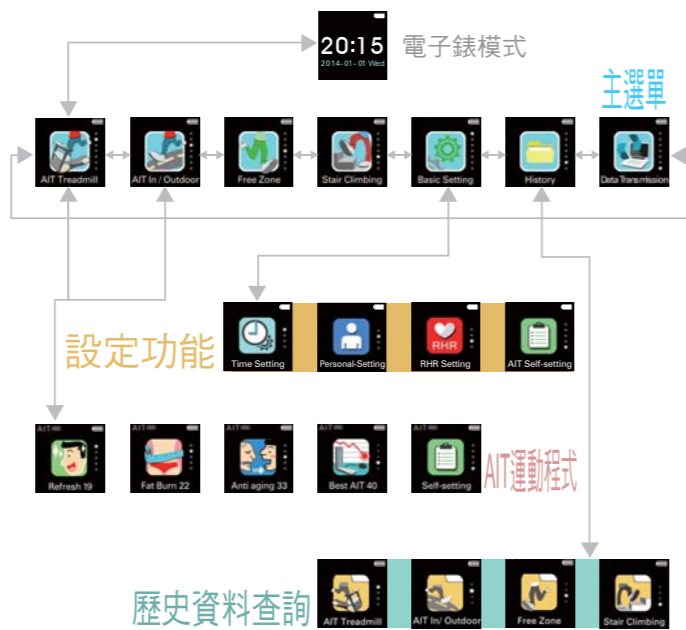 20:15
2014-01-01 Wed
電子錶模式
主選單
AIT Treadmill
AIT In / Outdoor
Free Zone
Stair Climbing
Basic Setting
History
Data Transmission
設定功能
Time Setting
Personal-Setting
RHR
RHR Setting
AIT Self-setting
AIT
Refresh 19
AIT
Fat Burn 22
AIT
Anti aging 33
AIT
Best AIT 40
AIT
Self-setting
AIT運動程式
歷史資料查詢
AIT Treadmill
AIT In/ Outdoor
Free Zone
Stair Climbing